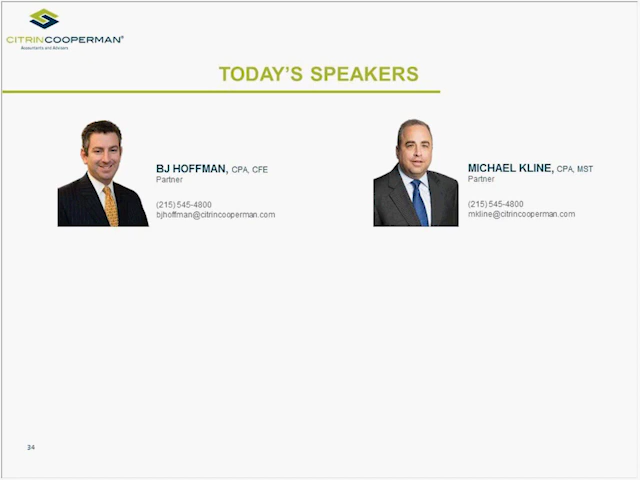 CITRINCOOPERMAN®
Accountants and Advisors
TODAY'S SPEAKERS
BJ HOFFMAN, CPA, CFE
Partner
(215) 545-4800
bjhoffman@citrincooperman.com
MICHAEL KLINE, CPA, MST
Partner
(215) 545-4800
mkline@citrincooperman.com
34